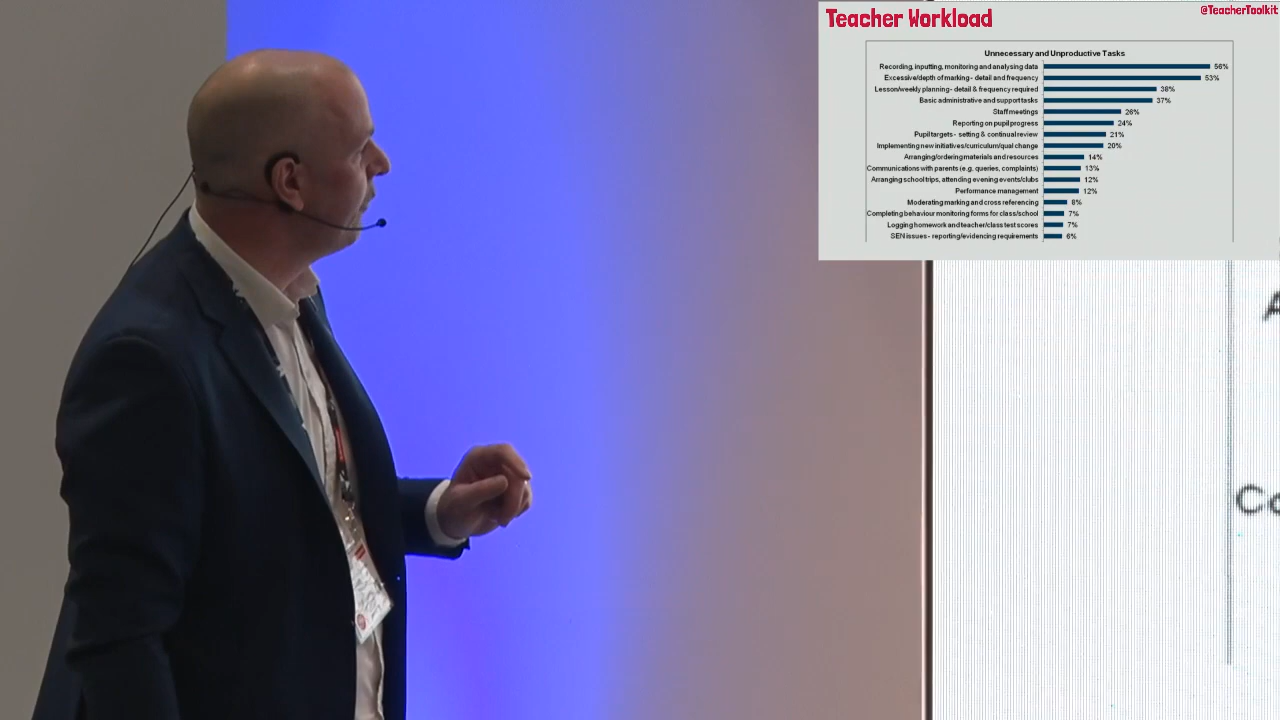 Teacher Workload
@TeacherToolkit
Unnecessary and Unproductive Tasks
Recording, inputting, monitoring and analysing data 56%
Excessive/depth of marking- detail and frequency 53%
Lesson/weekly planning- detail & frequency required 38%
Basic administrative and support tasks 37%
Staff meetings 26%
Reporting on pupil progress 24%
Pupil targets - setting & continual review 21%
Implementing new initiatives/curriculum/qual change 20%
Arranging/ordering materials and resources 14%
Communications with parents (e.g. queries, complaints) 13%
Arranging school trips, attending evening events/clubs 12%
Performance management 12%
Moderating marking and cross referencing 8%
Completing behaviour monitoring forms for class/school 7%
Logging homework and teacher/class test scores 7%
SEN issues - reporting/evidencing requirements 6%
A
Co